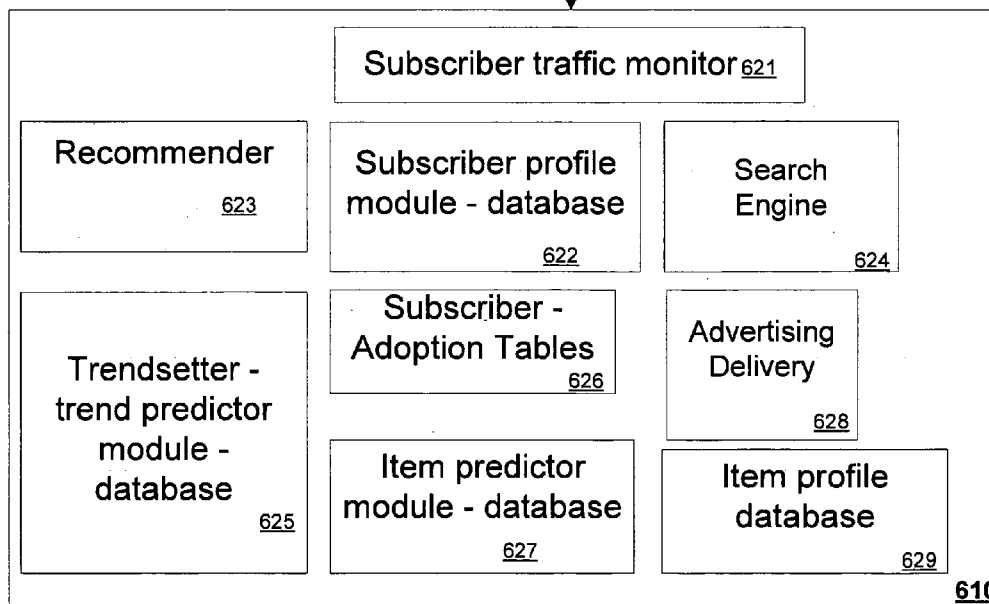 Subscriber traffic monitor 621
Recommender
623
Subscriber profile
module - database
622
Search
Engine
624
Trendsetter -
trend predictor
module -
database
625
Subscriber -
Adoption Tables
626
Advertising
Delivery
628
Item predictor
module - database
627
Item profile
database
629
610